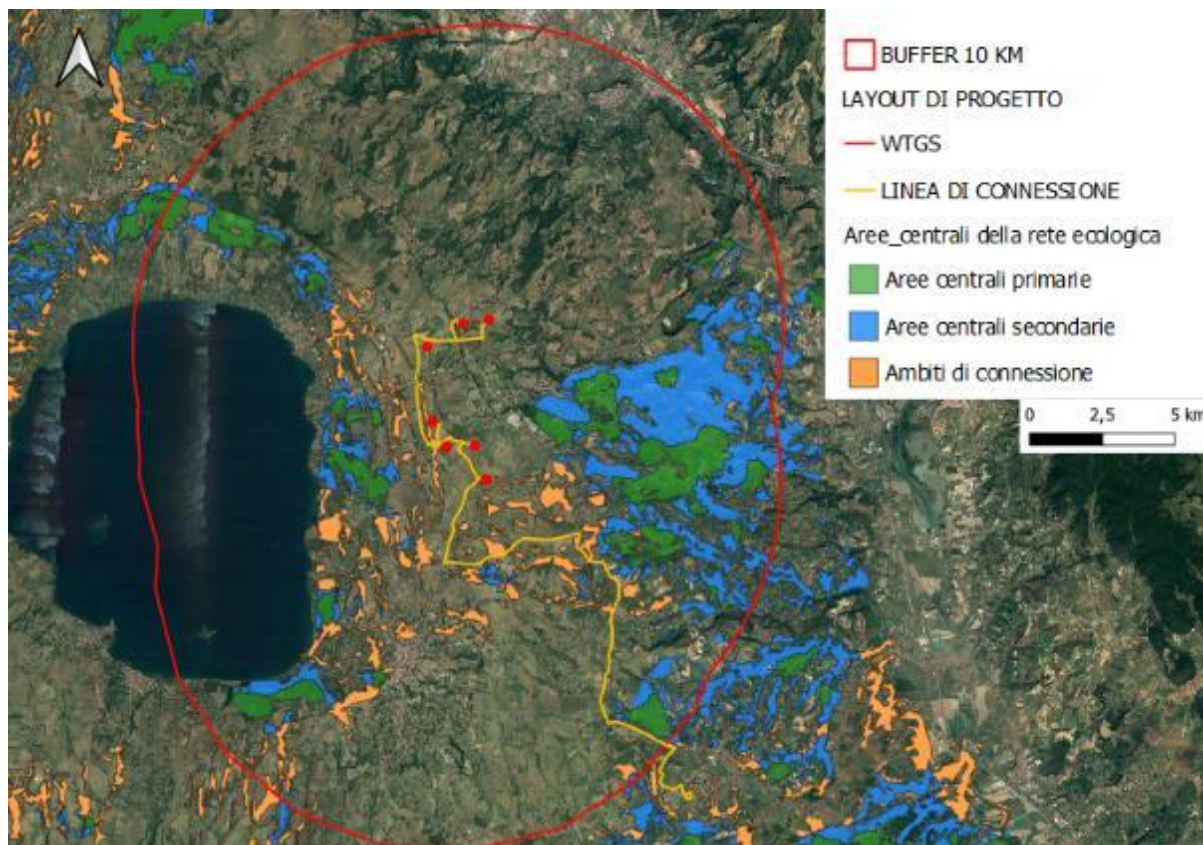 BUFFER 10 KM
LAYOUT DI PROGETTO
WTGS
LINEA DI CONNESSIONE
Aree_centrali della rete ecologica
Aree centrali primarie
Aree centrali secondarie
Ambiti di connessione
0 2,5 5 km